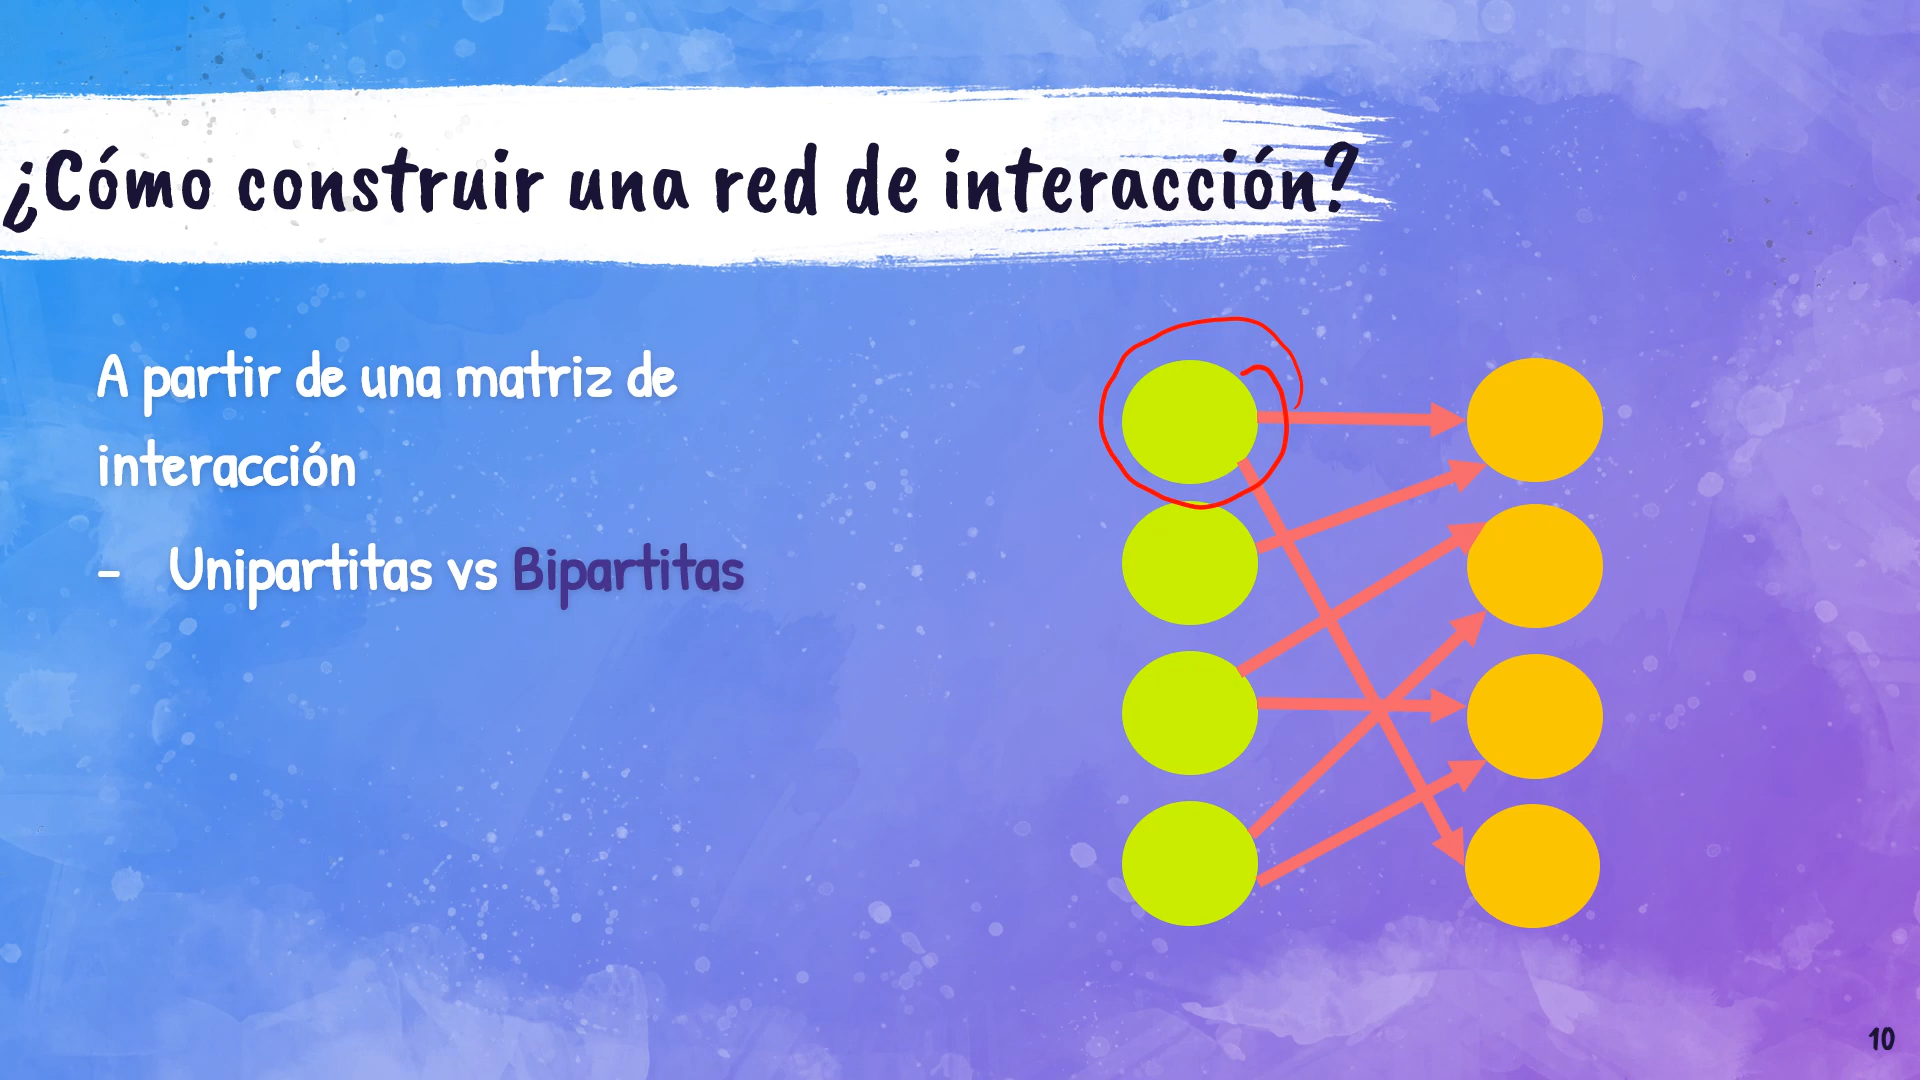 ¿Cómo construir una red de interacción?
A partir de una matriz de
interacción
- Unipartitas vs Bipartitas
10